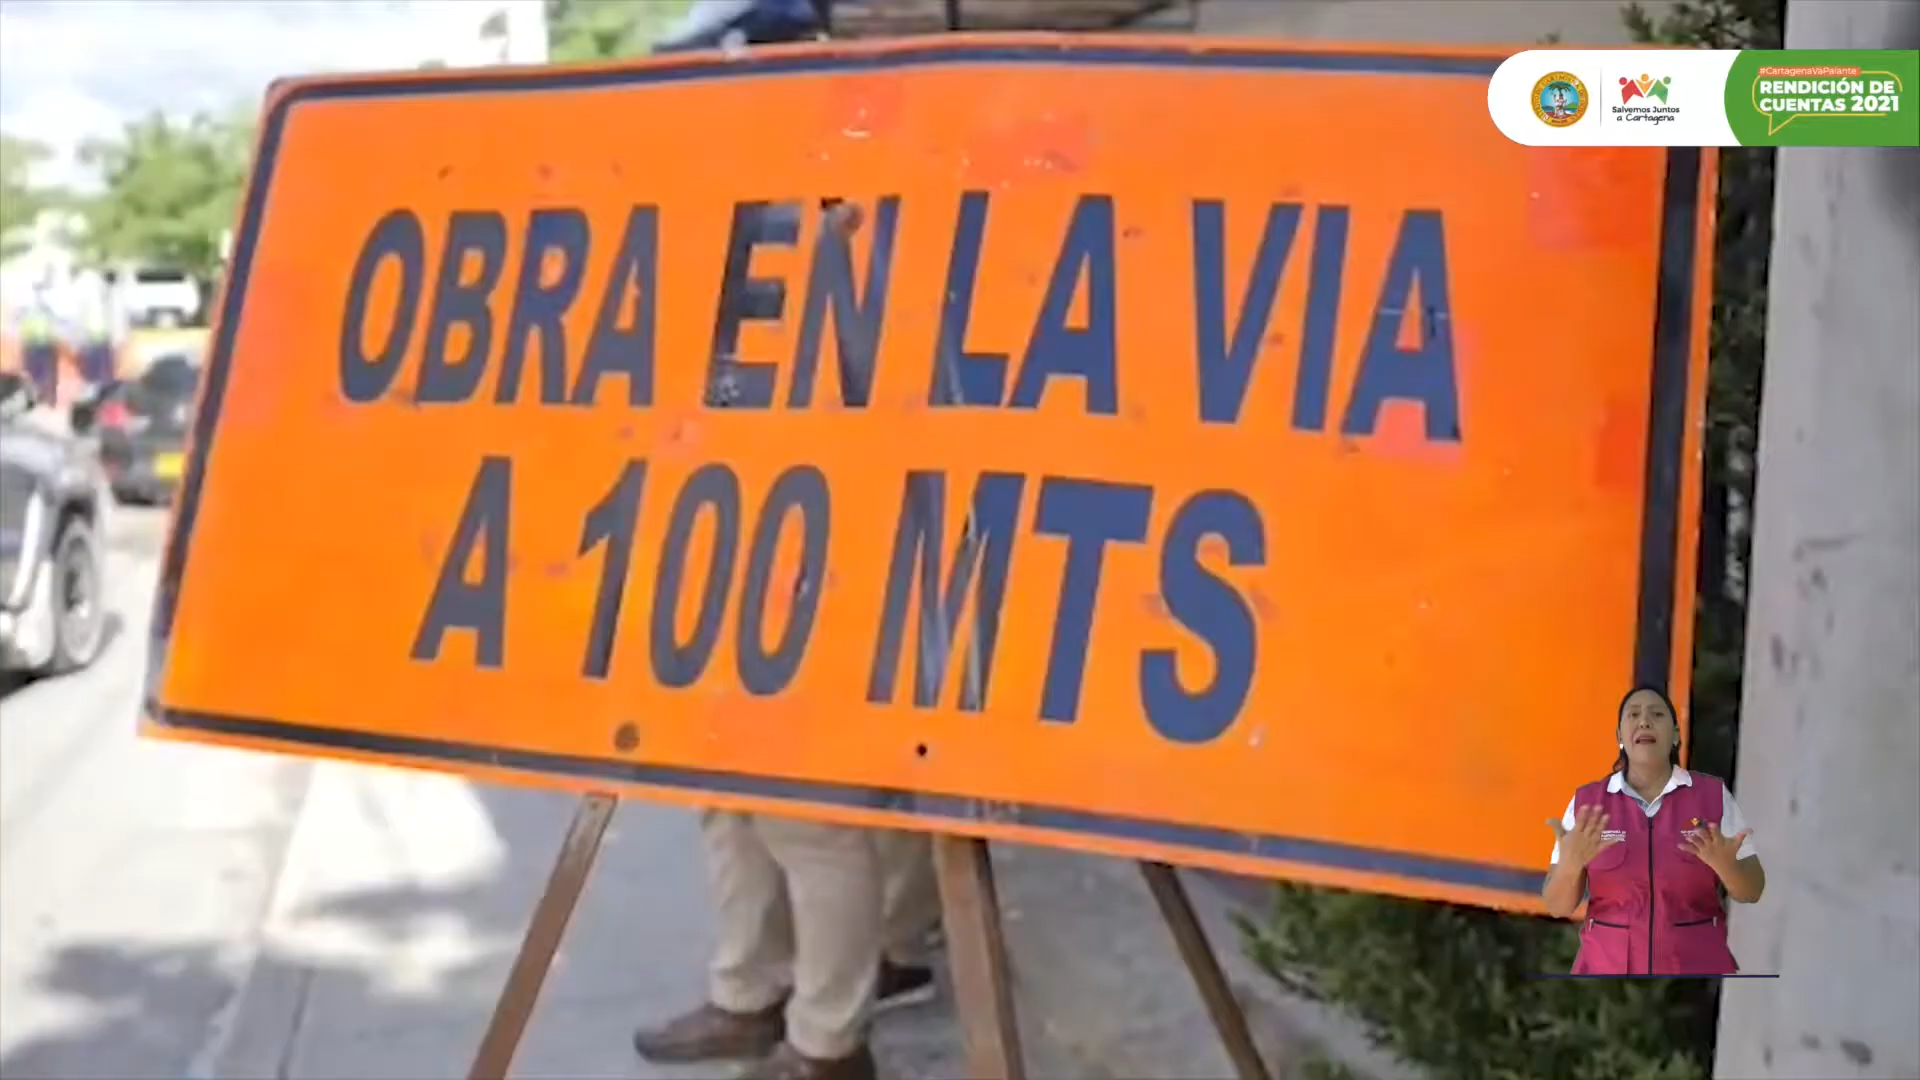 #CartagenaVaPalante
RENDICIÓN DE
CUENTAS 2021
Salvemos Juntos
a Cartagena
OBRA EN LA VIA
A 100 MTS